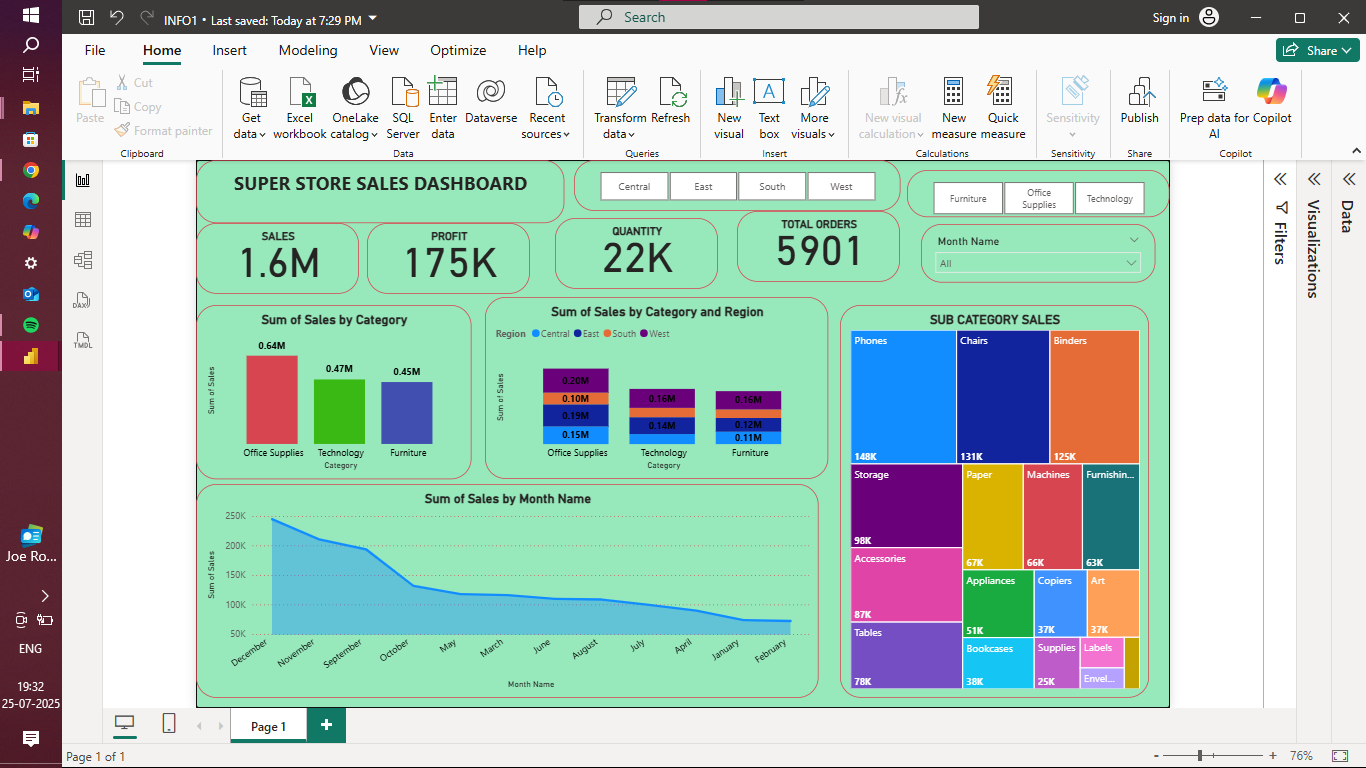 INFO1 • Last saved: Today at 7:29 PM
Search
Sign in
File Home Insert Modeling View Optimize Help
Share
Paste
Cut
Copy
Format painter
Clipboard
Get data
Excel workbook
OneLake catalog
SQL Server
Enter data
Dataverse
Recent sources
Data
Transform data
Refresh
Queries
New visual
Text box
More visuals
Insert
New visual calculation
New measure
Quick measure
Calculations
Sensitivity
Sensitivity
Publish
Share
Prep data for AI
Copilot
Copilot
DAX
TMDL
SUPER STORE SALES DASHBOARD
Central East South West
Furniture
Office Supplies
Technology
SALES
1.6M
PROFIT
175K
QUANTITY
22K
TOTAL ORDERS
5901
Month Name
All
Sum of Sales by Category
Sum of Sales
0.64M
0.47M
0.45M
Office Supplies Technology Furniture
Category
Sum of Sales by Category and Region
Region Central East South West
Sum of Sales
0.20M
0.10M
0.19M
0.15M
0.16M
0.14M
0.16M
0.12M
0.11M
Office Supplies Technology Furniture
Category
SUB CATEGORY SALES
Phones
148K
Chairs
131K
Binders
125K
Storage
98K
Accessories
87K
Tables
78K
Paper
67K
Machines
66K
Furnishin...
63K
Appliances
51K
Copiers
37K
Art
37K
Bookcases
38K
Supplies
25K
Labels
Envel...
Sum of Sales by Month Name
Sum of Sales
250K
200K
150K
100K
50K
December November September October May March June August July April January February
Month Name
Filters
Visualizations
Data
Joe Ro...
ENG
19:32
25-07-2025
Page 1
Page 1 of 1
- + 76%